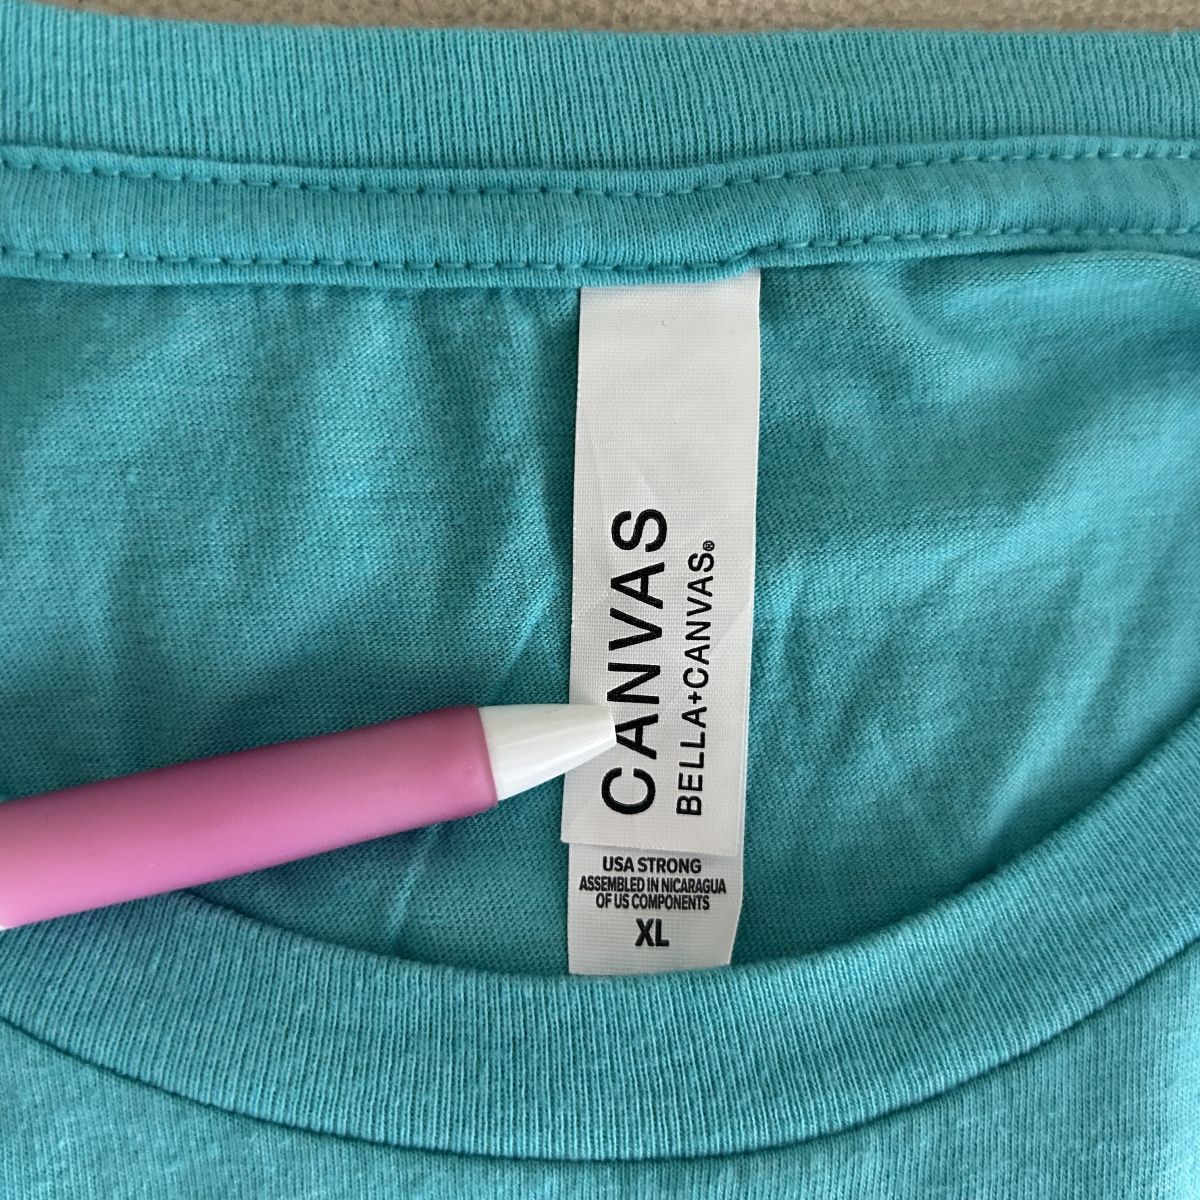 CANVAS
BELLA+CANVAS®
USA STRONG
ASSEMBLED IN NICARAGUA
OF US COMPONENTS
XL